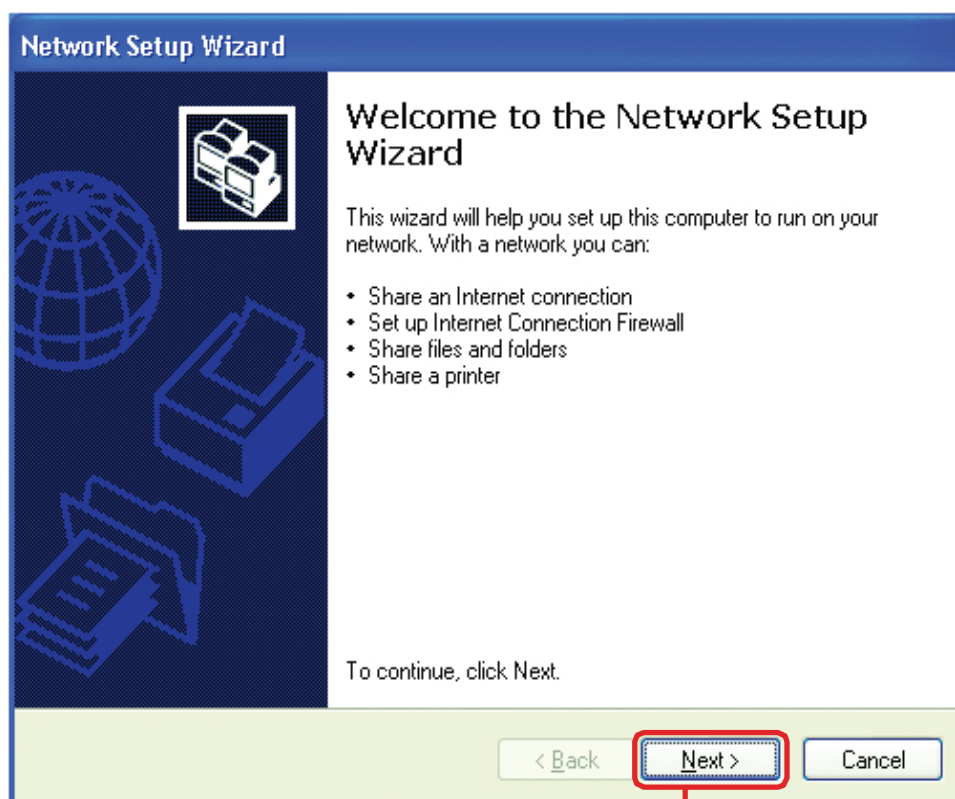 Network Setup Wizard
Welcome to the Network Setup
Wizard
This wizard will help you set up this computer to run on your
network. With a network you can:
• Share an Internet connection
• Set up Internet Connection Firewall
• Share files and folders
• Share a printer
To continue, click Next.
< Back
Next >
Cancel